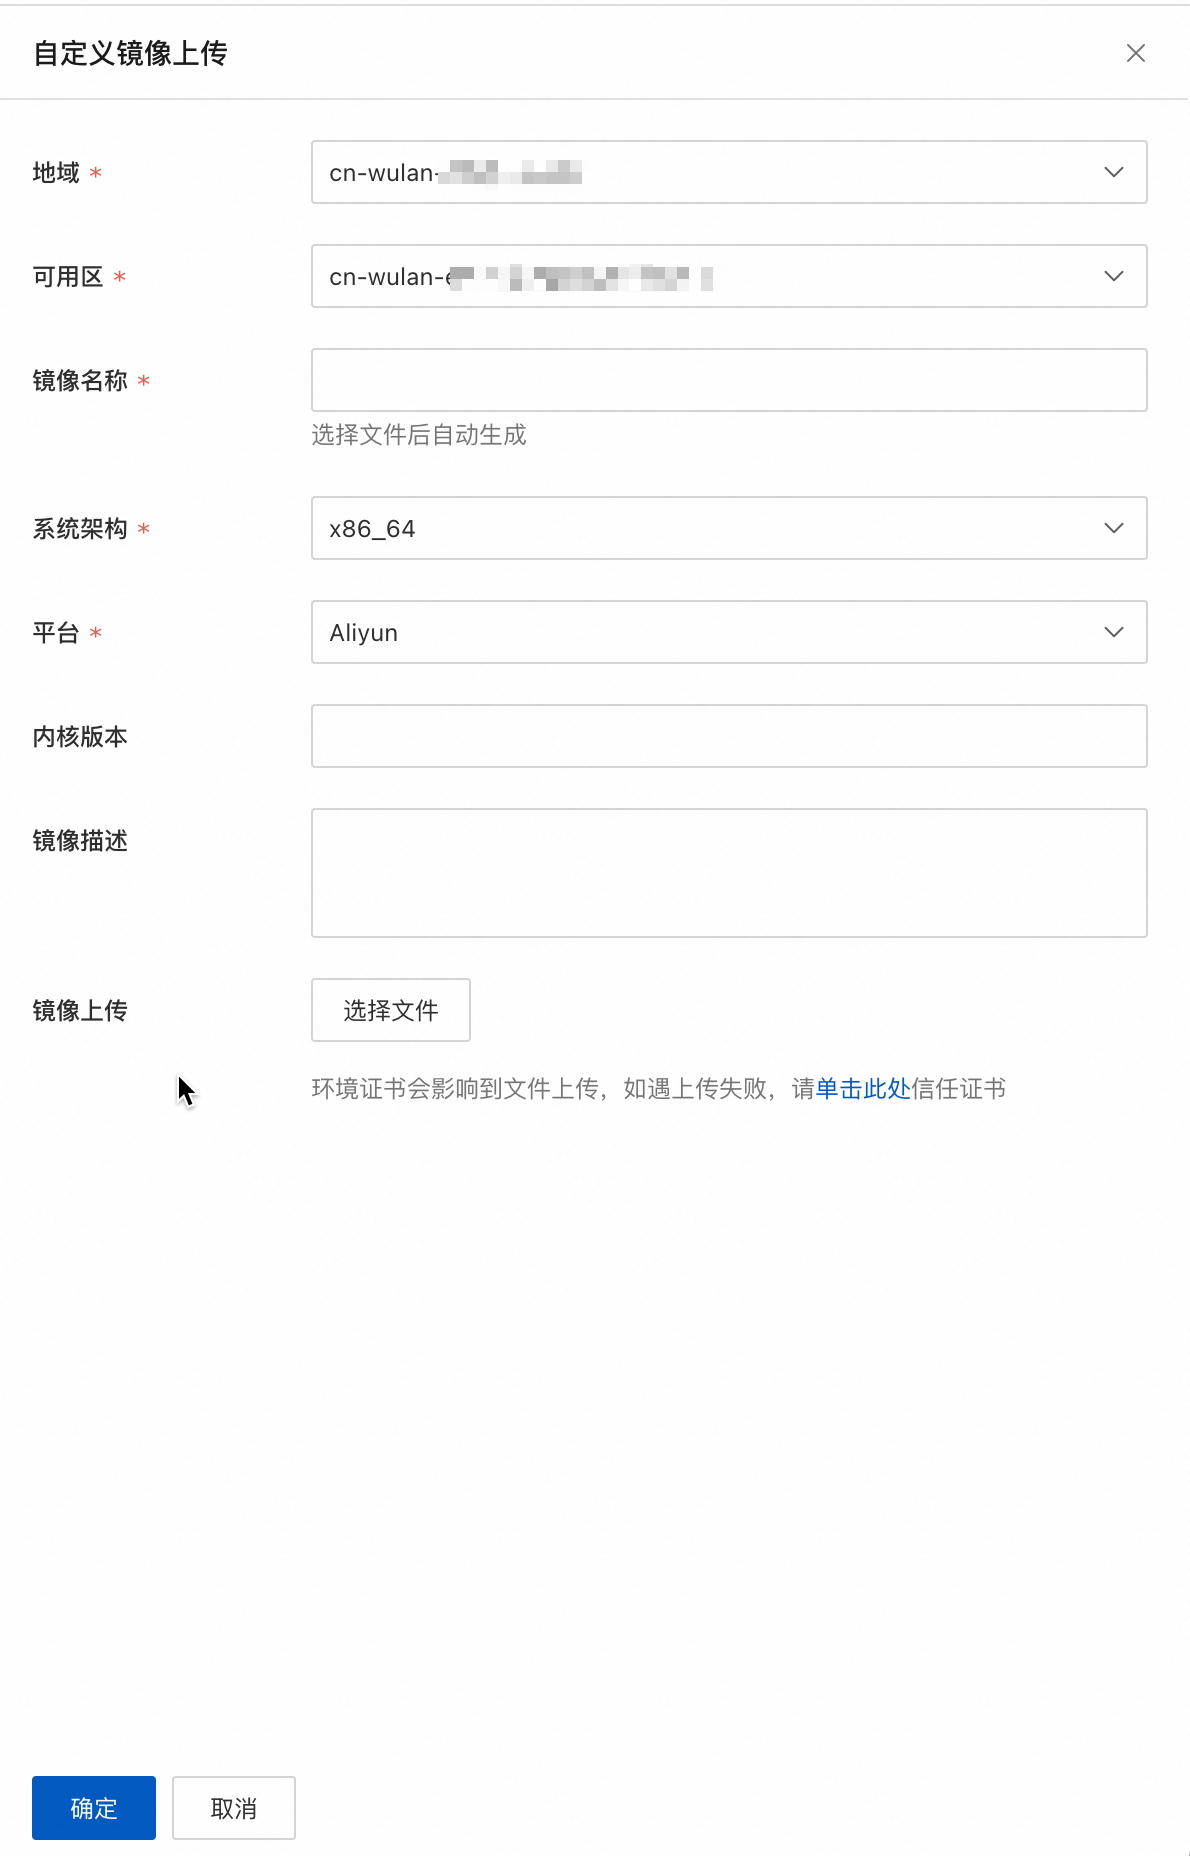 自定义镜像上传
地域 *
cn-wulan-
可用区 *
cn-wulan-
镜像名称 *
选择文件后自动生成
系统架构 *
x86_64
平台 *
Aliyun
内核版本
镜像描述
镜像上传
选择文件
环境证书会影响到文件上传，如遇上传失败，请单击此处信任证书
确定
取消